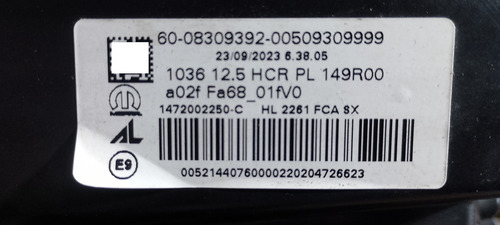 60-08309392-00509309999
23/09/2023 6.38.05
1036 12.5 HCR PL 149R00
a02f Fa68_01fV0
1472002250-C HL 2261 FCA SX
AL
E9
00521440760000220204726623